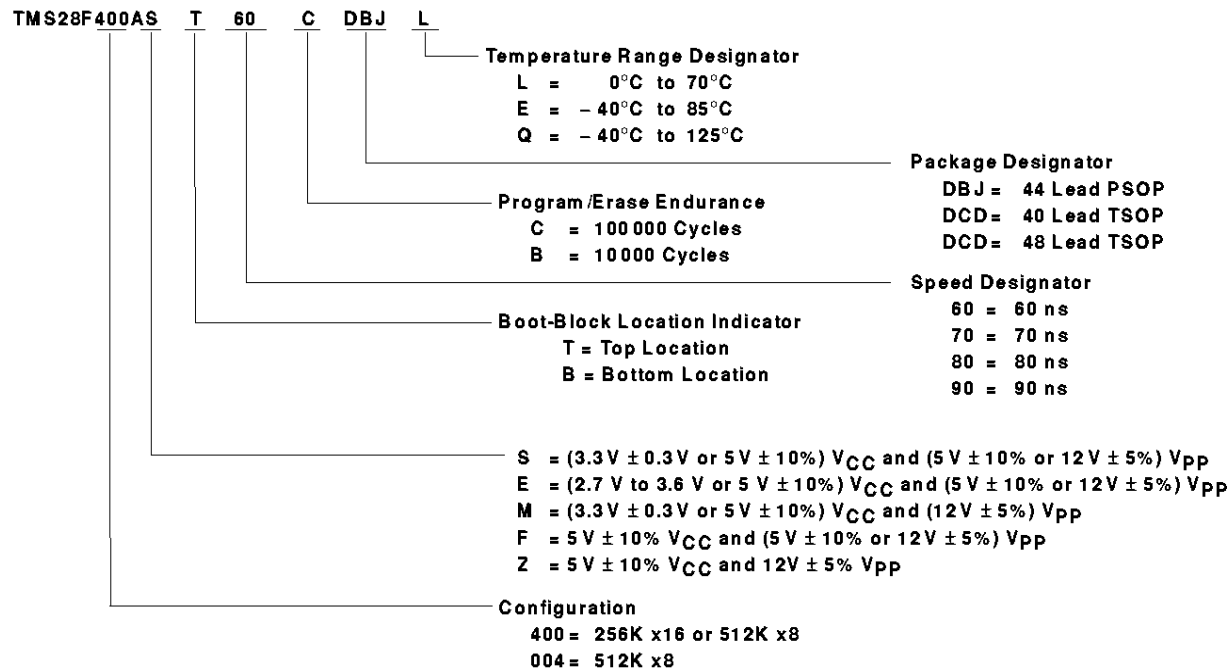 TMS28F400AS T 60 C DBJ L
Temperature Range Designator
L = 0°C to 70°C
E = – 40°C to 85°C
Q = – 40°C to 125°C
Package Designator
DBJ = 44 Lead PSOP
DCD = 40 Lead TSOP
DCD = 48 Lead TSOP
Program/Erase Endurance
C = 100 000 Cycles
B = 10 000 Cycles
Speed Designator
60 = 60 ns
70 = 70 ns
80 = 80 ns
90 = 90 ns
Boot-Block Location Indicator
T = Top Location
B = Bottom Location
S = (3.3 V ± 0.3 V or 5 V ± 10%) VCC and (5 V ± 10% or 12 V ± 5%) VPP
E = (2.7 V to 3.6 V or 5 V ± 10%) VCC and (5 V ± 10% or 12 V ± 5%) VPP
M = (3.3 V ± 0.3 V or 5 V ± 10%) VCC and (12 V ± 5%) VPP
F = 5 V ± 10% VCC and (5 V ± 10% or 12 V ± 5%) VPP
Z = 5 V ± 10% VCC and 12V ± 5% VPP
Configuration
400 = 256K x16 or 512K x8
004 = 512K x8